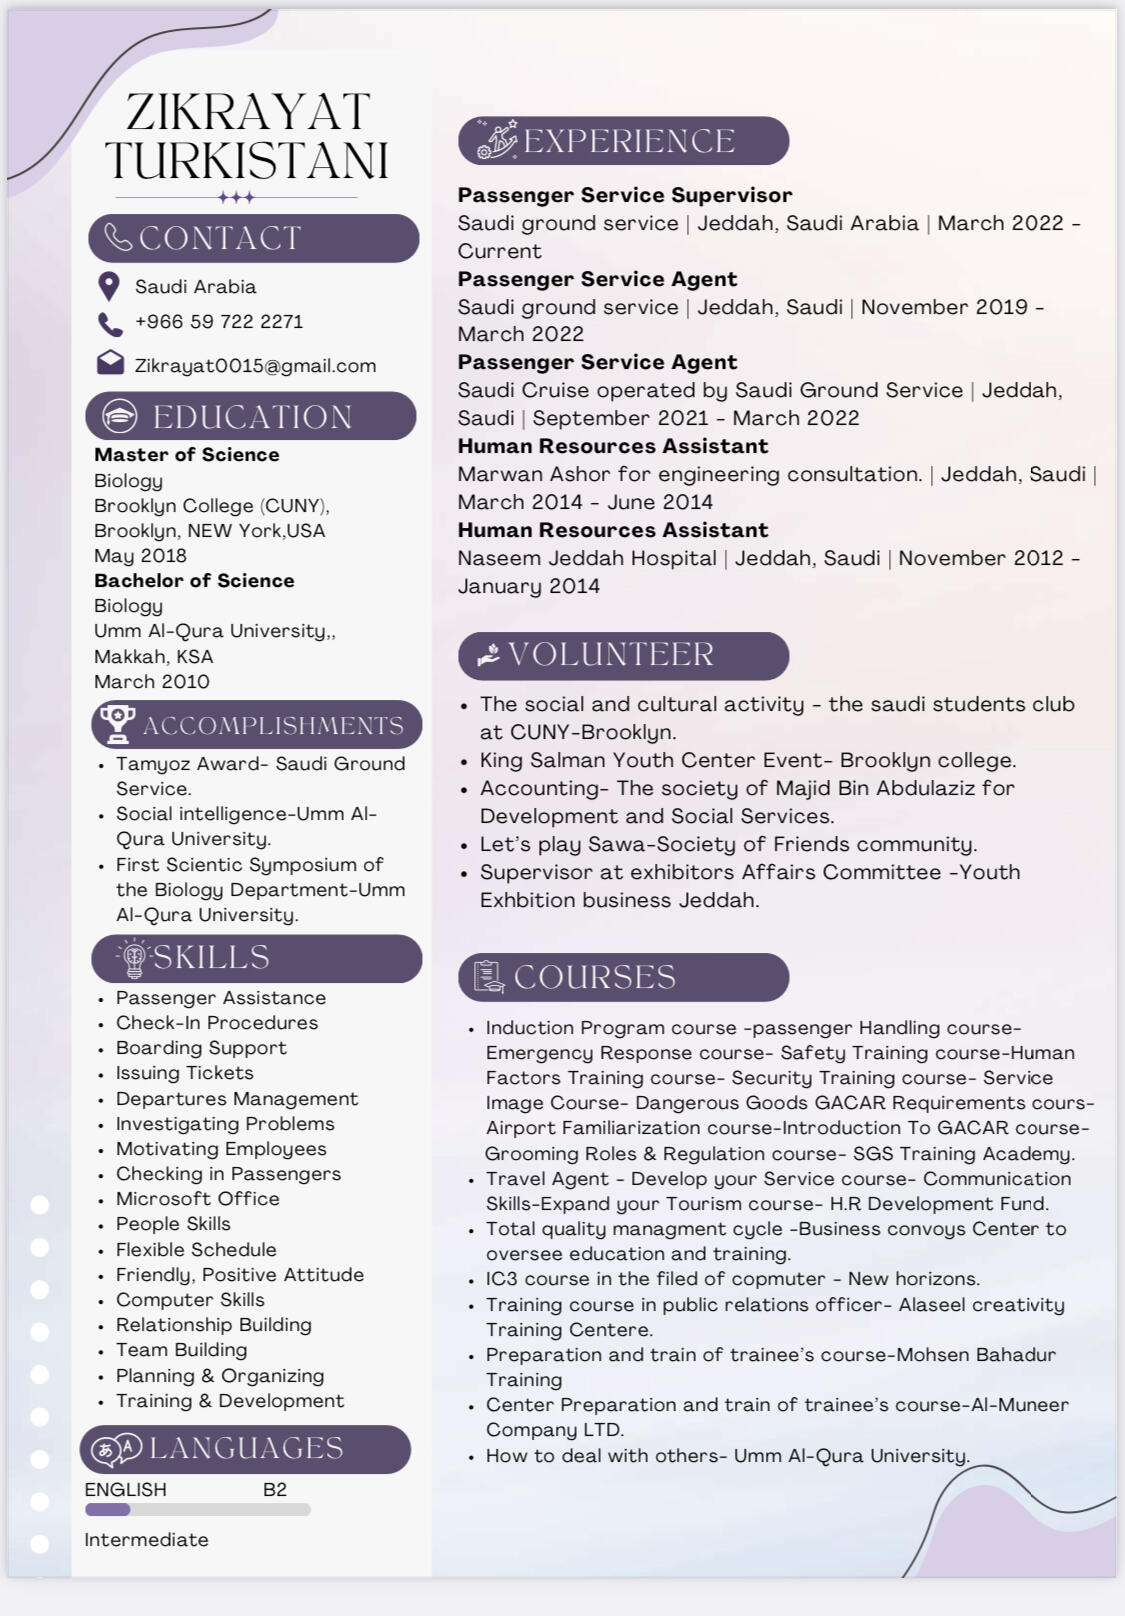 ZIKRAYAT
TURKISTANI
CONTACT
Saudi Arabia
+966 59 722 2271
Zikrayat0015@gmail.com
EDUCATION
Master of Science
Biology
Brooklyn College (CUNY),
Brooklyn, NEW York,USA
May 2018
Bachelor of Science
Biology
Umm Al-Qura University,,
Makkah, KSA
March 2010
ACCOMPLISHMENTS
• Tamyoz Award- Saudi Ground
Service.
• Social intelligence-Umm Al-
Qura University.
• First Scientic Symposium of
the Biology Department-Umm
Al-Qura University.
SKILLS
• Passenger Assistance
• Check-In Procedures
• Boarding Support
• Issuing Tickets
• Departures Management
• Investigating Problems
• Motivating Employees
• Checking in Passengers
• Microsoft Office
• People Skills
• Flexible Schedule
• Friendly, Positive Attitude
• Computer Skills
• Relationship Building
• Team Building
• Planning & Organizing
• Training & Development
あ A LANGUAGES
ENGLISH B2
Intermediate
EXPERIENCE
Passenger Service Supervisor
Saudi ground service | Jeddah, Saudi Arabia | March 2022 -
Current
Passenger Service Agent
Saudi ground service | Jeddah, Saudi | November 2019 -
March 2022
Passenger Service Agent
Saudi Cruise operated by Saudi Ground Service | Jeddah,
Saudi | September 2021 - March 2022
Human Resources Assistant
Marwan Ashor for engineering consultation. | Jeddah, Saudi |
March 2014 - June 2014
Human Resources Assistant
Naseem Jeddah Hospital | Jeddah, Saudi | November 2012 -
January 2014
VOLUNTEER
• The social and cultural activity - the saudi students club
at CUNY-Brooklyn.
• King Salman Youth Center Event- Brooklyn college.
• Accounting- The society of Majid Bin Abdulaziz for
Development and Social Services.
• Let's play Sawa-Society of Friends community.
• Supervisor at exhibitors Affairs Committee -Youth
Exhbition business Jeddah.
COURSES
• Induction Program course -passenger Handling course-
Emergency Response course- Safety Training course-Human
Factors Training course- Security Training course- Service
Image Course- Dangerous Goods GACAR Requirements cours-
Airport Familiarization course-Introduction To GACAR course-
Grooming Roles & Regulation course- SGS Training Academy.
• Travel Agent - Develop your Service course- Communication
Skills-Expand your Tourism course- H.R Development Fund.
• Total quality managment cycle -Business convoys Center to
oversee education and training.
• IC3 course in the filed of copmuter - New horizons.
• Training course in public relations officer- Alaseel creativity
Training Centere.
• Preparation and train of trainee's course-Mohsen Bahadur
Training
• Center Preparation and train of trainee's course-Al-Muneer
Company LTD.
• How to deal with others- Umm Al-Qura University.